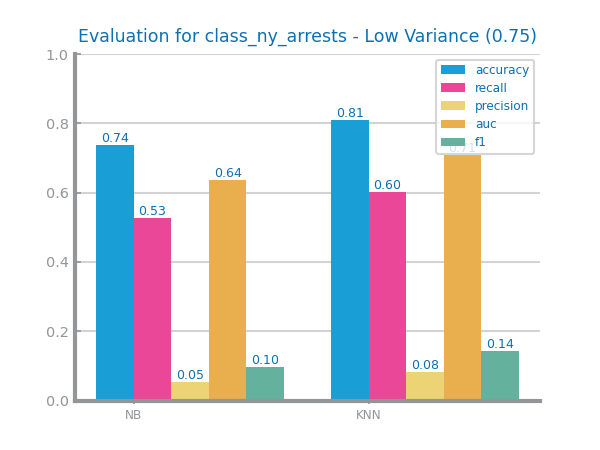 Evaluation for class_ny_arrests - Low Variance (0.75)
1.0
0.8
0.6
0.4
0.2
0.0
accuracy
recall
precision
auc
f1
0.74
0.53
0.05
0.64
0.10
0.81
0.60
0.08
0.71
0.14
NB
KNN